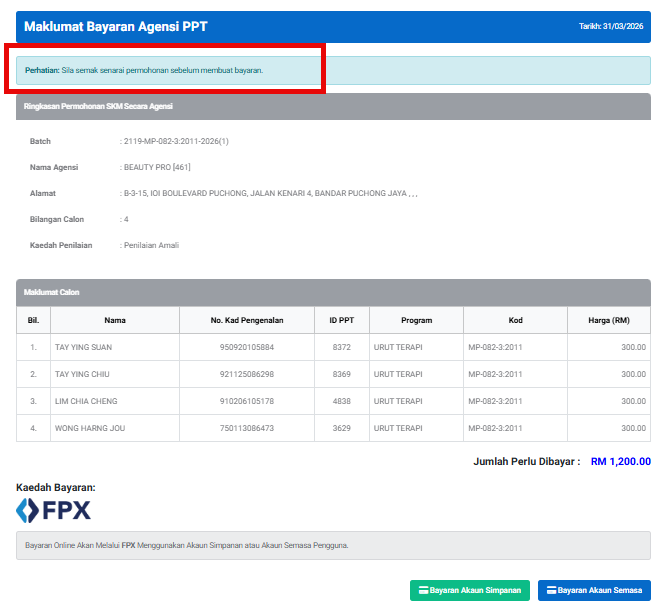 Maklumat Bayaran Agensi PPT Tarikh: 31/03/2026
Perhatian: Sila semak senarai permohonan sebelum membuat bayaran.
Ringkasan Permohonan SKM Secara Agensi
Batch : 2119-MP-082-3:2011-2026(1)
Nama Agensi : BEAUTY PRO [461]
Alamat : B-3-15, IOI BOULEVARD PUCHONG, JALAN KENARI 4, BANDAR PUCHONG JAYA , , ,
Bilangan Calon : 4
Kaedah Penilaian : Penilaian Amali
Maklumat Calon
Bil. Nama No. Kad Pengenalan ID PPT Program Kod Harga (RM)
1. TAY YING SUAN 950920105884 8372 URUT TERAPI MP-082-3:2011 300.00
2. TAY YING CHIU 921125086298 8369 URUT TERAPI MP-082-3:2011 300.00
3. LIM CHIA CHENG 910206105178 4838 URUT TERAPI MP-082-3:2011 300.00
4. WONG HARNG JOU 750113086473 3629 URUT TERAPI MP-082-3:2011 300.00
Jumlah Perlu Dibayar : RM 1,200.00
Kaedah Bayaran:
FPX
Bayaran Online Akan Melalui FPX Menggunakan Akaun Simpanan atau Akaun Semasa Pengguna.
Bayaran Akaun Simpanan Bayaran Akaun Semasa